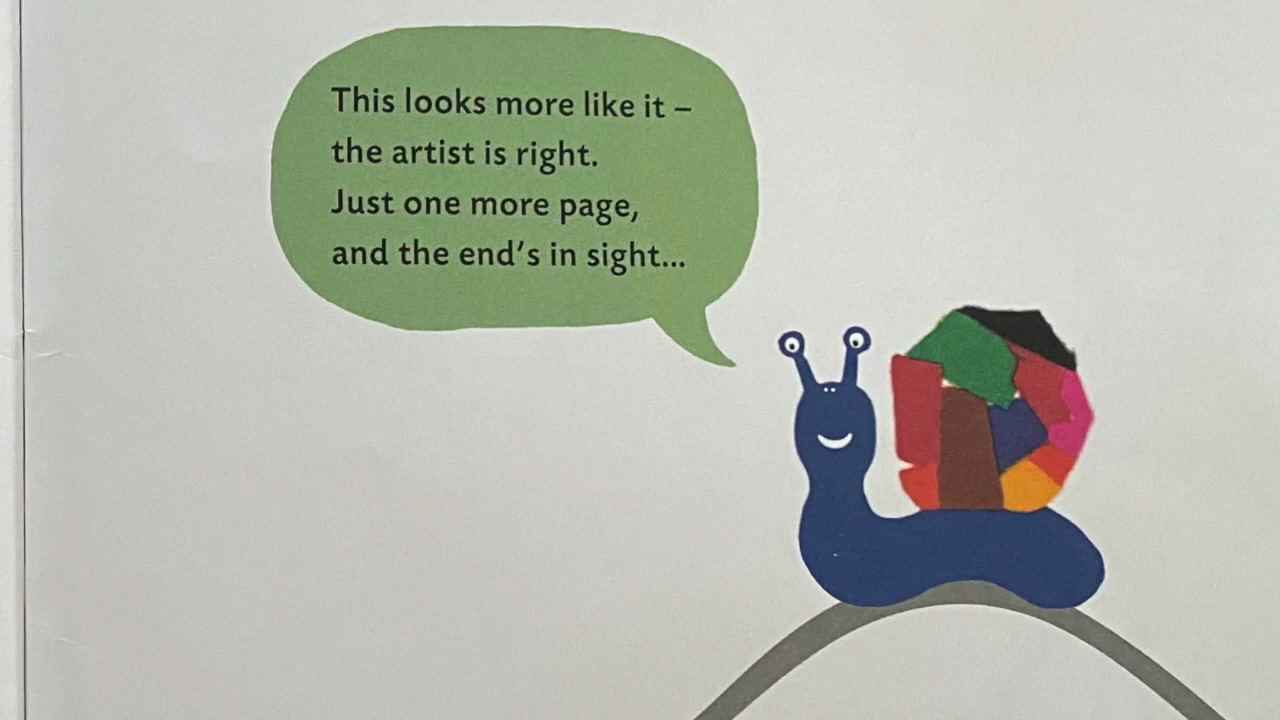 This looks more like it –
the artist is right.
Just one more page,
and the end’s in sight...